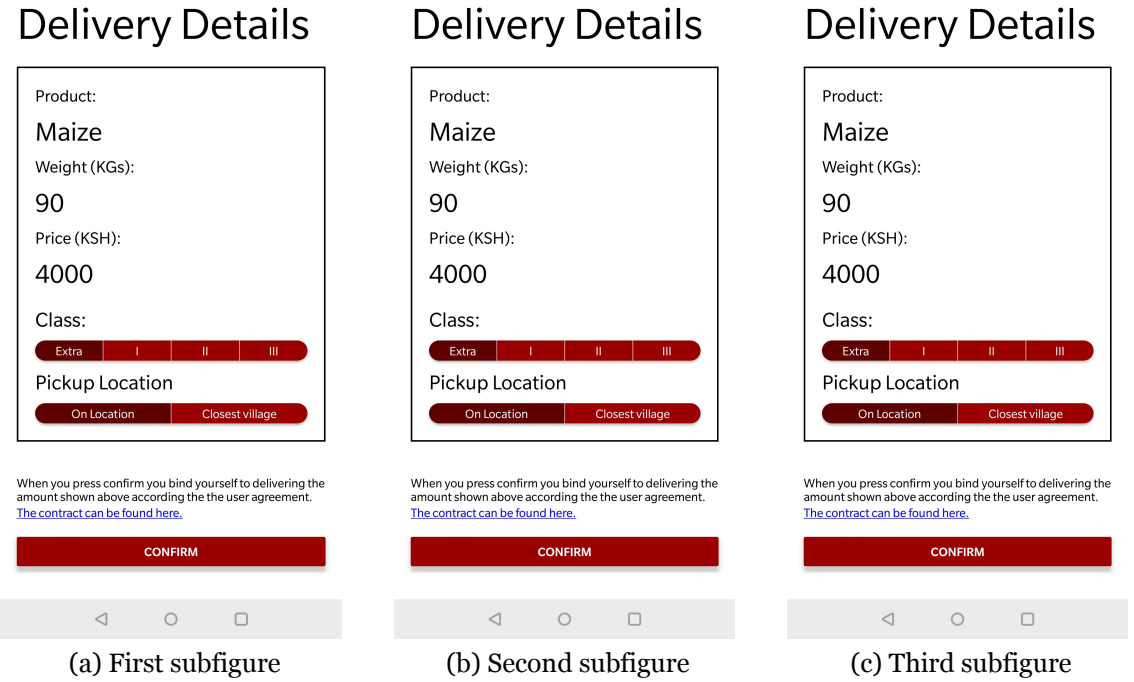 Delivery Details
Product:
Maize
Weight (KGs):
90
Price (KSH):
4000
Class:
Extra I II III
Pickup Location
On Location Closest village
When you press confirm you bind yourself to delivering the
amount shown above according the the user agreement.
The contract can be found here.
CONFIRM
(a) First subfigure
Delivery Details
Product:
Maize
Weight (KGs):
90
Price (KSH):
4000
Class:
Extra I II III
Pickup Location
On Location Closest village
When you press confirm you bind yourself to delivering the
amount shown above according the the user agreement.
The contract can be found here.
CONFIRM
(b) Second subfigure
Delivery Details
Product:
Maize
Weight (KGs):
90
Price (KSH):
4000
Class:
Extra I II III
Pickup Location
On Location Closest village
When you press confirm you bind yourself to delivering the
amount shown above according the the user agreement.
The contract can be found here.
CONFIRM
(c) Third subfigure